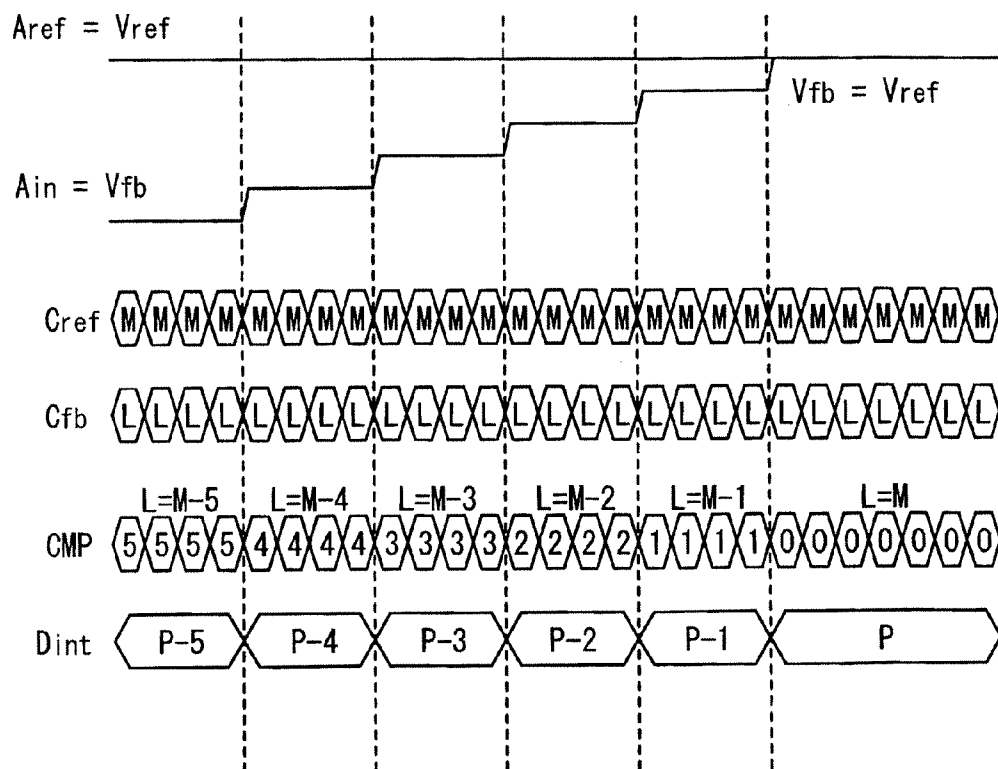 Aref = Vref
Vfb = Vref
Ain = Vfb
Cref M M M M M M M M M M M M M M M M M M M M M M M M M M M
Cfb L L L L L L L L L L L L L L L L L L L L L L L L L L L
L=M-5 L=M-4 L=M-3 L=M-2 L=M-1 L=M
CMP 5 5 5 5 4 4 4 4 3 3 3 3 2 2 2 2 1 1 1 1 0 0 0 0 0 0 0
Dint P-5 P-4 P-3 P-2 P-1 P